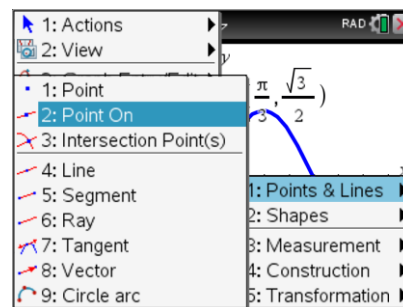 1: Actions
RAD
2: View
y
1: Point
2: Point On
3: Intersection Point(s)
4: Line
5: Segment
6: Ray
7: Tangent
8: Vector
9: Circle arc
π/3, √3/2)
1: Points & Lines
2: Shapes
3: Measurement
4: Construction
5: Transformation